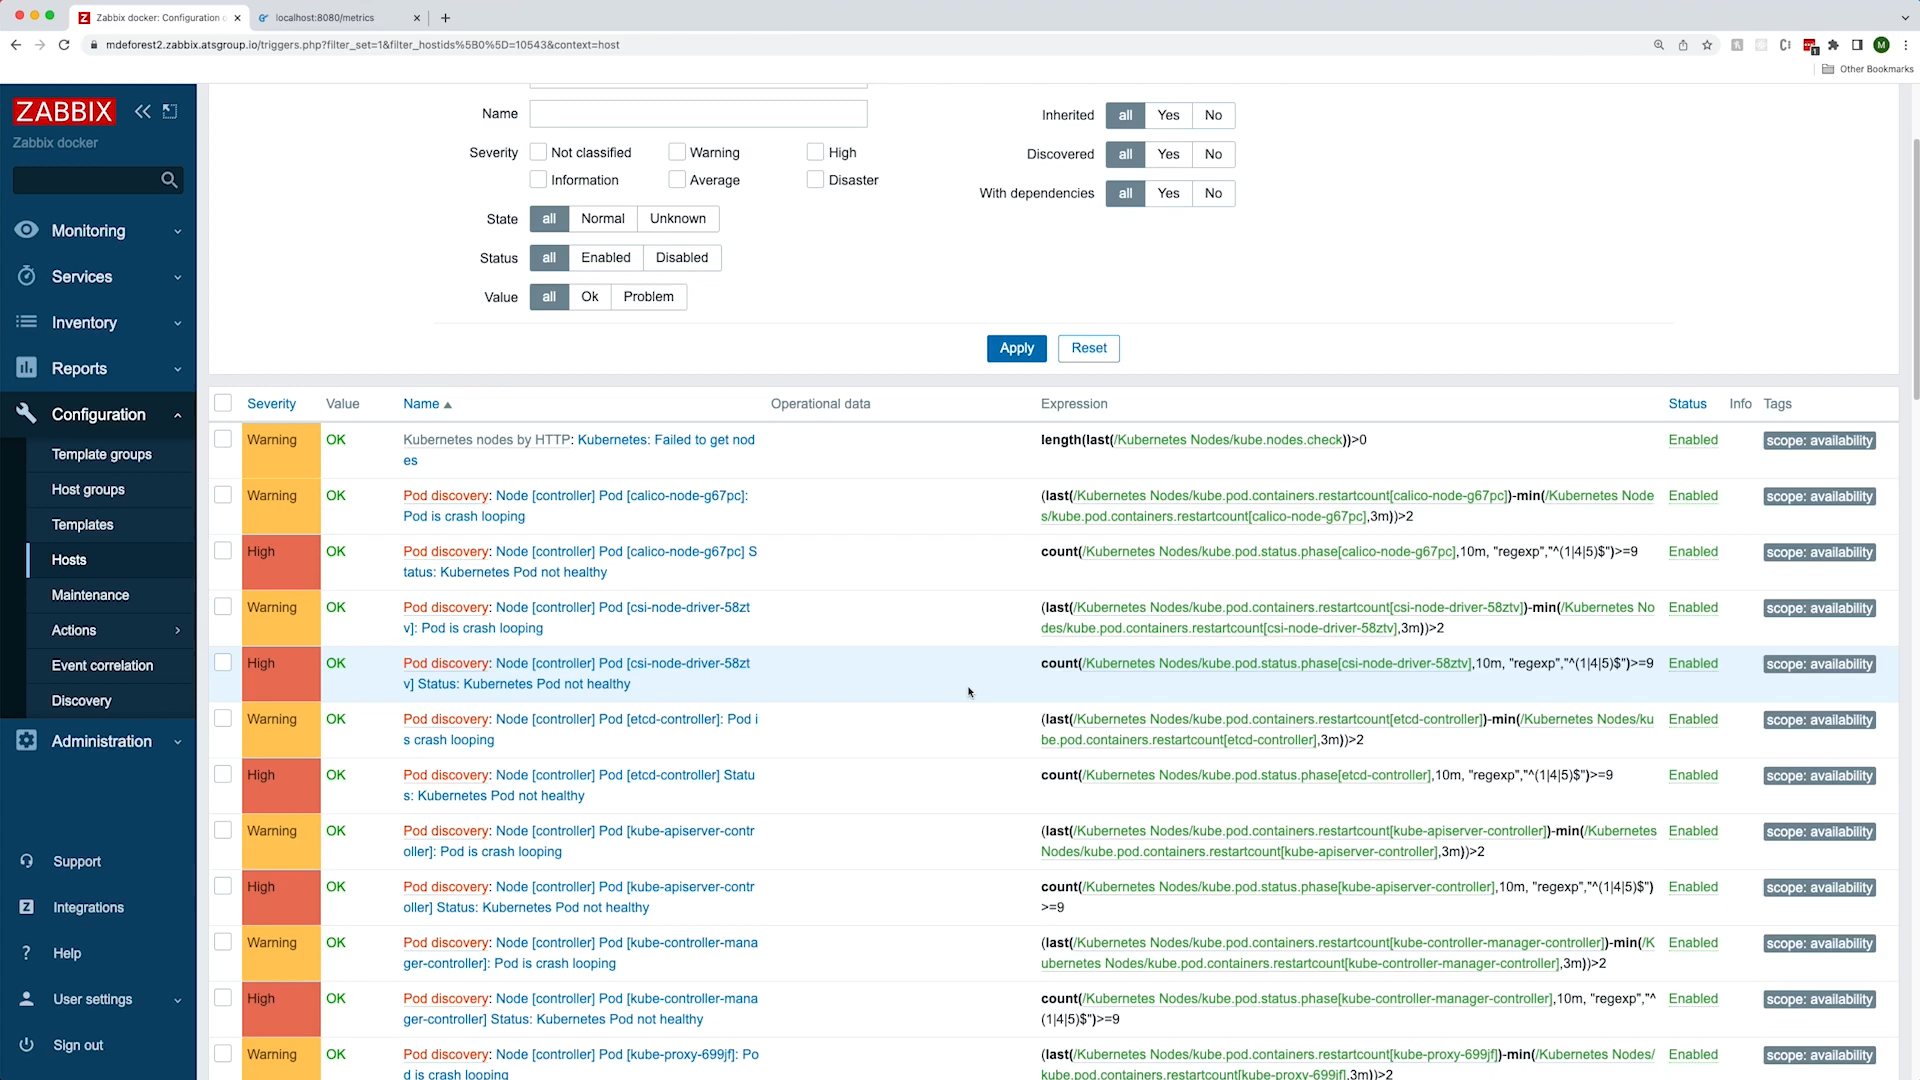 Zabbix docker: Configuration o
localhost:8080/metrics
mdeforest2.zabbix.atsgroup.io/triggers.php?filter_set=1&filter_hostids%5B0%5D=10543&context=host
Other Bookmarks
ZABBIX
Zabbix docker
Monitoring
Services
Inventory
Reports
Configuration
Template groups
Host groups
Templates
Hosts
Maintenance
Actions
Event correlation
Discovery
Administration
Support
Integrations
Help
User settings
Sign out
Name
Severity Not classified Warning High
Information Average Disaster
State all Normal Unknown
Status all Enabled Disabled
Value all Ok Problem
Inherited all Yes No
Discovered all Yes No
With dependencies all Yes No
Apply Reset
Severity Value Name Operational data Expression Status Info Tags
Warning OK Kubernetes nodes by HTTP: Kubernetes: Failed to get nod length(last(/Kubernetes Nodes/kube.nodes.check))>0 Enabled scope: availability
es
Warning OK Pod discovery: Node [controller] Pod [calico-node-g67pc]: (last(/Kubernetes Nodes/kube.pod.containers.restartcount[calico-node-g67pc])-min(/Kubernetes Node Enabled scope: availability
Pod is crash looping s/kube.pod.containers.restartcount[calico-node-g67pc],3m))>2
High OK Pod discovery: Node [controller] Pod [calico-node-g67pc] S count(/Kubernetes Nodes/kube.pod.status.phase[calico-node-g67pc],10m, "regexp","^(1|4|5)$")>=9 Enabled scope: availability
tatus: Kubernetes Pod not healthy
Warning OK Pod discovery: Node [controller] Pod [csi-node-driver-58zt (last(/Kubernetes Nodes/kube.pod.containers.restartcount[csi-node-driver-58ztv])-min(/Kubernetes No Enabled scope: availability
v]: Pod is crash looping des/kube.pod.containers.restartcount[csi-node-driver-58ztv],3m))>2
High OK Pod discovery: Node [controller] Pod [csi-node-driver-58zt count(/Kubernetes Nodes/kube.pod.status.phase[csi-node-driver-58ztv],10m, "regexp","^(1|4|5)$")>=9 Enabled scope: availability
v] Status: Kubernetes Pod not healthy
Warning OK Pod discovery: Node [controller] Pod [etcd-controller]: Pod i (last(/Kubernetes Nodes/kube.pod.containers.restartcount[etcd-controller])-min(/Kubernetes Nodes/ku Enabled scope: availability
s crash looping be.pod.containers.restartcount[etcd-controller],3m))>2
High OK Pod discovery: Node [controller] Pod [etcd-controller] Statu count(/Kubernetes Nodes/kube.pod.status.phase[etcd-controller],10m, "regexp","^(1|4|5)$")>=9 Enabled scope: availability
s: Kubernetes Pod not healthy
Warning OK Pod discovery: Node [controller] Pod [kube-apiserver-contr (last(/Kubernetes Nodes/kube.pod.containers.restartcount[kube-apiserver-controller])-min(/Kubernetes Enabled scope: availability
oller]: Pod is crash looping Nodes/kube.pod.containers.restartcount[kube-apiserver-controller],3m))>2
High OK Pod discovery: Node [controller] Pod [kube-apiserver-contr count(/Kubernetes Nodes/kube.pod.status.phase[kube-apiserver-controller],10m, "regexp","^(1|4|5)$") Enabled scope: availability
oller] Status: Kubernetes Pod not healthy >=9
Warning OK Pod discovery: Node [controller] Pod [kube-controller-mana (last(/Kubernetes Nodes/kube.pod.containers.restartcount[kube-controller-manager-controller])-min(/K Enabled scope: availability
ger-controller]: Pod is crash looping ubernetes Nodes/kube.pod.containers.restartcount[kube-controller-manager-controller],3m))>2
High OK Pod discovery: Node [controller] Pod [kube-controller-mana count(/Kubernetes Nodes/kube.pod.status.phase[kube-controller-manager-controller],10m, "regexp","^ Enabled scope: availability
ger-controller] Status: Kubernetes Pod not healthy (1|4|5)$")>=9
Warning OK Pod discovery: Node [controller] Pod [kube-proxy-699jf]: Po (last(/Kubernetes Nodes/kube.pod.containers.restartcount[kube-proxy-699jf])-min(/Kubernetes Nodes/ Enabled scope: availability
d is crash looping kube.pod.containers.restartcount[kube-proxy-699jf],3m))>2